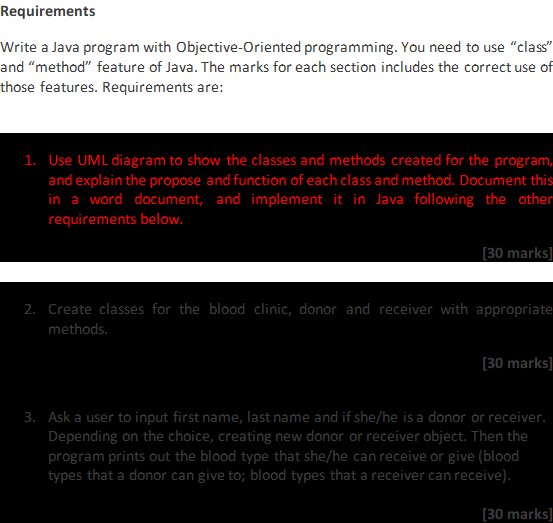 Requirements
Write a Java program with Objective-Oriented programming. You need to use “class”
and “method” feature of Java. The marks for each section includes the correct use of
those features. Requirements are:
1. Use UML diagram to show the classes and methods created for the program,
and explain the propose and function of each class and method. Document this
in a word document, and implement it in Java following the other
requirements below.
[30 marks]
2. Create classes for the blood clinic, donor and receiver with appropriate
methods.
[30 marks]
3. Ask a user to input first name, last name and if she/he is a donor or receiver.
Depending on the choice, creating new donor or receiver object. Then the
program prints out the blood type that she/he can receive or give (blood
types that a donor can give to; blood types that a receiver can receive).
[30 marks]